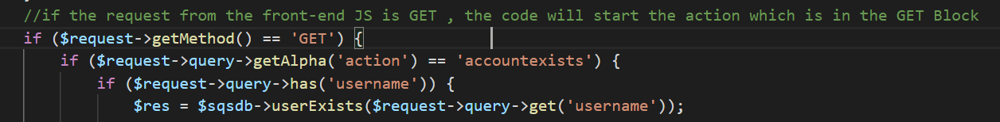 //if the request from the front-end JS is GET , the code will start the action which is in the GET Block
if ($request->getMethod() == 'GET') {
if ($request->query->getAlpha('action') == 'accountexists') {
if ($request->query->has('username')) {
$res = $sqsdb->userExists($request->query->get('username'));